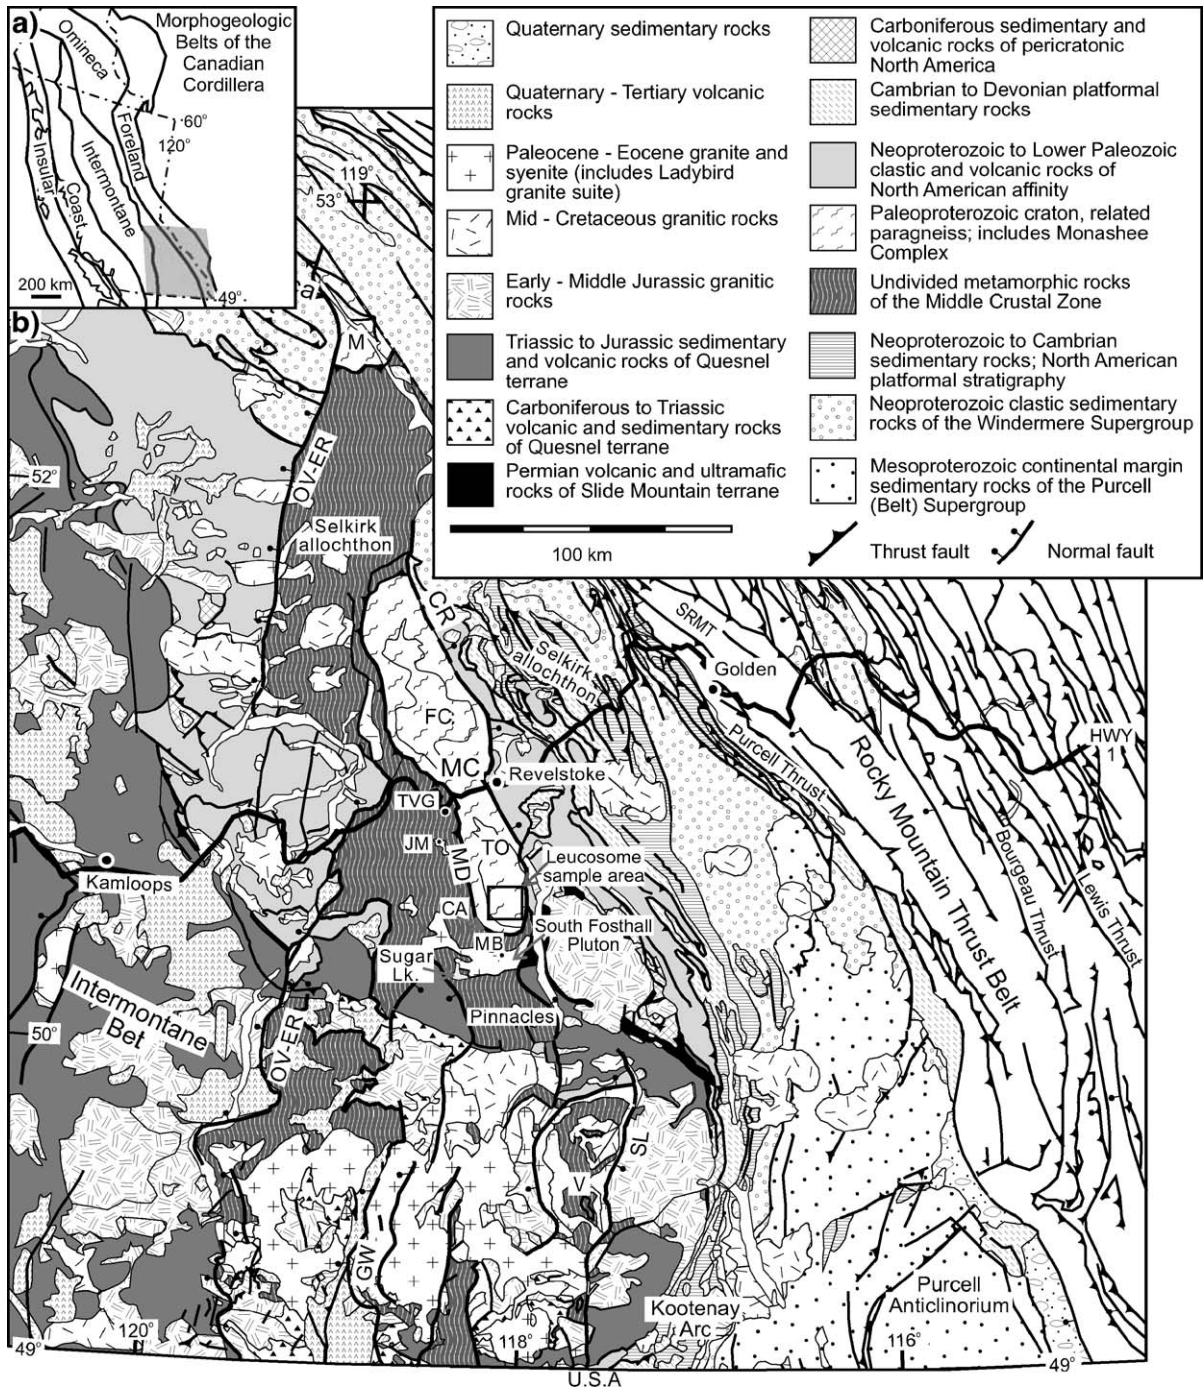 a)
Morphogeologic
Belts of the
Canadian
Cordillera
Omineca
Foreland
Intermontane
Insular
Coast
60°
120°
49°
200 km
b)
Quaternary sedimentary rocks
Quaternary - Tertiary volcanic
rocks
Paleocene - Eocene granite and
syenite (includes Ladybird
granite suite)
Mid - Cretaceous granitic rocks
Early - Middle Jurassic granitic
rocks
Triassic to Jurassic sedimentary
and volcanic rocks of Quesnel
terrane
Carboniferous to Triassic
volcanic and sedimentary rocks
of Quesnel terrane
Permian volcanic and ultramafic
rocks of Slide Mountain terrane
100 km
Carboniferous sedimentary and
volcanic rocks of pericratonic
North America
Cambrian to Devonian platformal
sedimentary rocks
Neoproterozoic to Lower Paleozoic
clastic and volcanic rocks of
North American affinity
Paleoproterozoic craton, related
paragneiss; includes Monashee
Complex
Undivided metamorphic rocks
of the Middle Crustal Zone
Neoproterozoic to Cambrian
sedimentary rocks; North American
platformal stratigraphy
Neoproterozoic clastic sedimentary
rocks of the Windermere Supergroup
Mesoproterozoic continental margin
sedimentary rocks of the Purcell
(Belt) Supergroup
Thrust fault
Normal fault
119°
53°
M
52°
OV-ER
Selkirk
allochthon
CR
Selkirk
allochthon
SRMT
Golden
FC
MC
Revelstoke
Purcell Thrust
HWY
1
Rocky Mountain Thrust Belt
Bourgeau Thrust
Lewis Thrust
TVG
JM
MD
TO
Leucosome
sample area
Kamloops
CA
MB
South Fosthall
Pluton
Sugar
Lk.
Pinnacles
Intermontane
Bet
50°
OV-ER
SL
V
GW
Kootenay
Arc
Purcell
Anticlinorium
49°
120°
118°
116°
49°
U.S.A